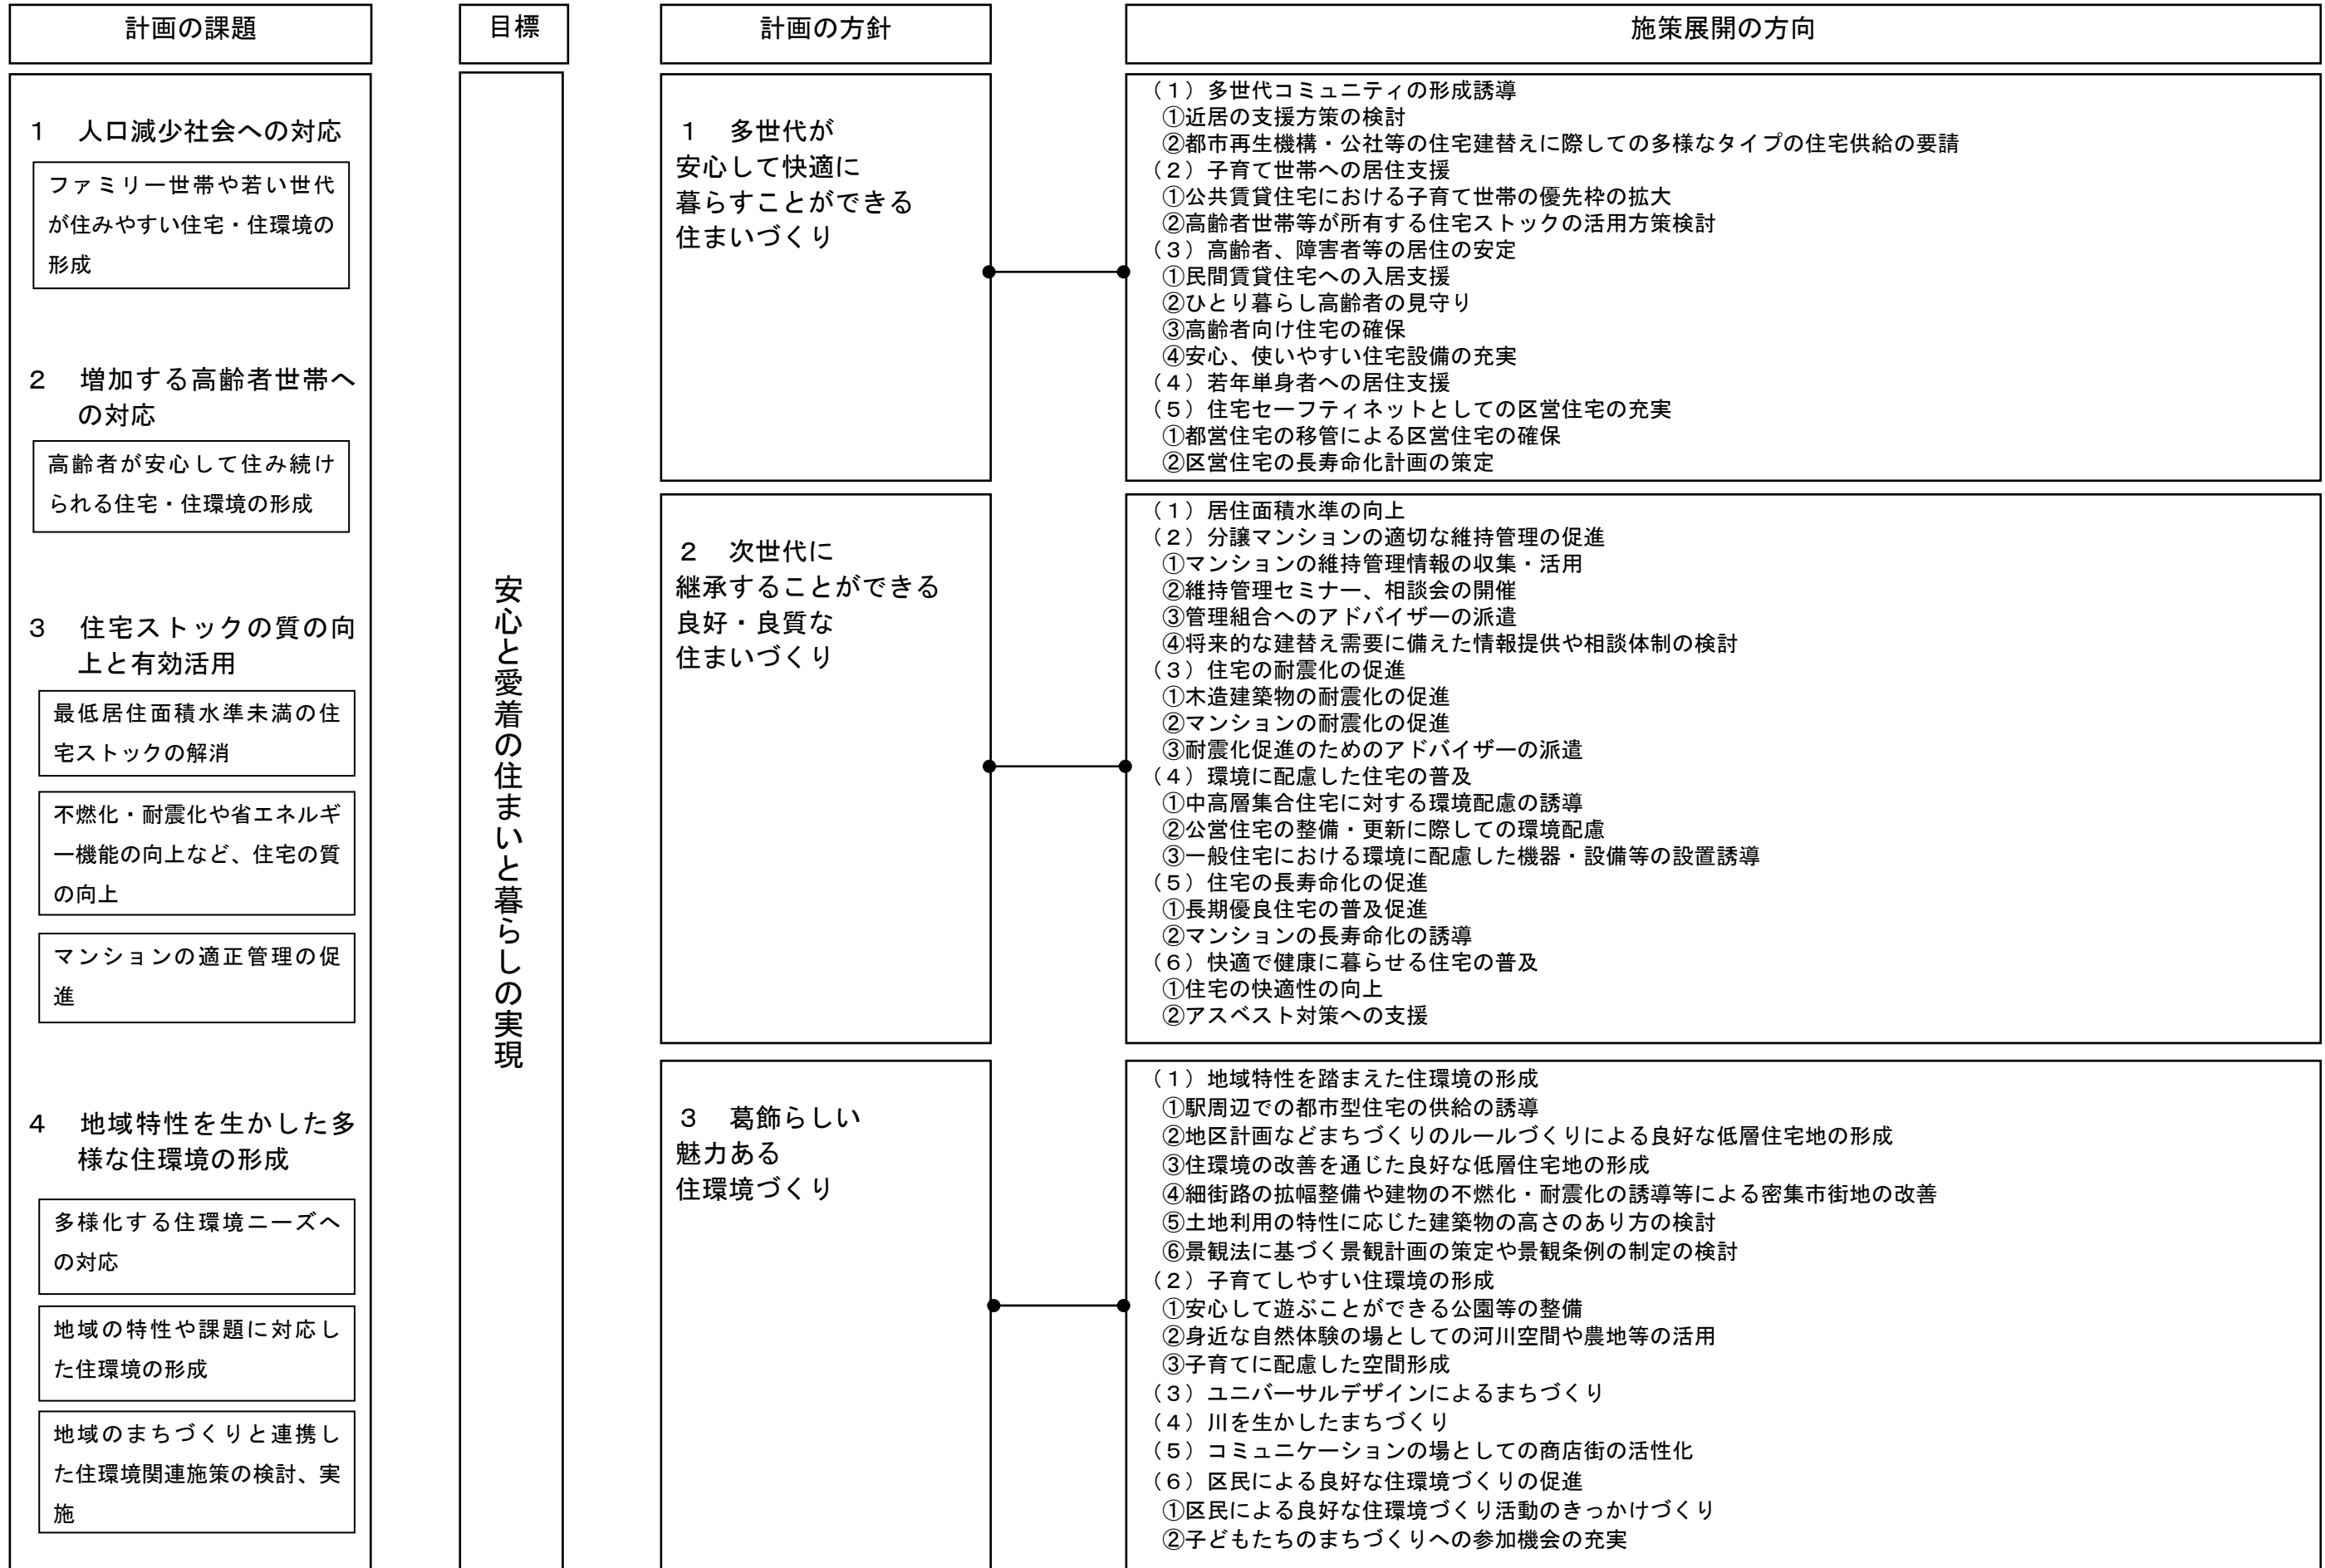 計画の課題
目標
計画の方針
施策展開の方向
1　人口減少社会への対応
ファミリー世帯や若い世代
が住みやすい住宅・住環境の
形成
2　増加する高齢者世帯へ
の対応
高齢者が安心して住み続け
られる住宅・住環境の形成
3　住宅ストックの質の向
上と有効活用
最低居住面積水準未満の住
宅ストックの解消
不燃化・耐震化や省エネルギ
ー機能の向上など、住宅の質
の向上
マンションの適正管理の促
進
4　地域特性を生かした多
様な住環境の形成
多様化する住環境ニーズへ
の対応
地域の特性や課題に対応し
た住環境の形成
地域のまちづくりと連携し
た住環境関連施策の検討、実
施
安心と愛着の住まいと暮らしの実現
1　多世代が
安心して快適に
暮らすことができる
住まいづくり
（1）多世代コミュニティの形成誘導
①近居の支援方策の検討
②都市再生機構・公社等の住宅建替えに際しての多様なタイプの住宅供給の要請
（2）子育て世帯への居住支援
①公共賃貸住宅における子育て世帯の優先枠の拡大
②高齢者世帯等が所有する住宅ストックの活用方策検討
（3）高齢者、障害者等の居住の安定
①民間賃貸住宅への入居支援
②ひとり暮らし高齢者の見守り
③高齢者向け住宅の確保
④安心、使いやすい住宅設備の充実
（4）若年単身者への居住支援
（5）住宅セーフティネットとしての区営住宅の充実
①都営住宅の移管による区営住宅の確保
②区営住宅の長寿命化計画の策定
2　次世代に
継承することができる
良好・良質な
住まいづくり
（1）居住面積水準の向上
（2）分譲マンションの適切な維持管理の促進
①マンションの維持管理情報の収集・活用
②維持管理セミナー、相談会の開催
③管理組合へのアドバイザーの派遣
④将来的な建替え需要に備えた情報提供や相談体制の検討
（3）住宅の耐震化の促進
①木造建築物の耐震化の促進
②マンションの耐震化の促進
③耐震化促進のためのアドバイザーの派遣
（4）環境に配慮した住宅の普及
①中高層集合住宅に対する環境配慮の誘導
②公営住宅の整備・更新に際しての環境配慮
③一般住宅における環境に配慮した機器・設備等の設置誘導
（5）住宅の長寿命化の促進
①長期優良住宅の普及促進
②マンションの長寿命化の誘導
（6）快適で健康に暮らせる住宅の普及
①住宅の快適性の向上
②アスベスト対策への支援
3　葛飾らしい
魅力ある
住環境づくり
（1）地域特性を踏まえた住環境の形成
①駅周辺での都市型住宅の供給の誘導
②地区計画などまちづくりのルールづくりによる良好な低層住宅地の形成
③住環境の改善を通じた良好な低層住宅地の形成
④細街路の拡幅整備や建物の不燃化・耐震化の誘導等による密集市街地の改善
⑤土地利用の特性に応じた建築物の高さのあり方の検討
⑥景観法に基づく景観計画の策定や景観条例の制定の検討
（2）子育てしやすい住環境の形成
①安心して遊ぶことができる公園等の整備
②身近な自然体験の場としての河川空間や農地等の活用
③子育てに配慮した空間形成
（3）ユニバーサルデザインによるまちづくり
（4）川を生かしたまちづくり
（5）コミュニケーションの場としての商店街の活性化
（6）区民による良好な住環境づくりの促進
①区民による良好な住環境づくり活動のきっかけづくり
②子どもたちのまちづくりへの参加機会の充実